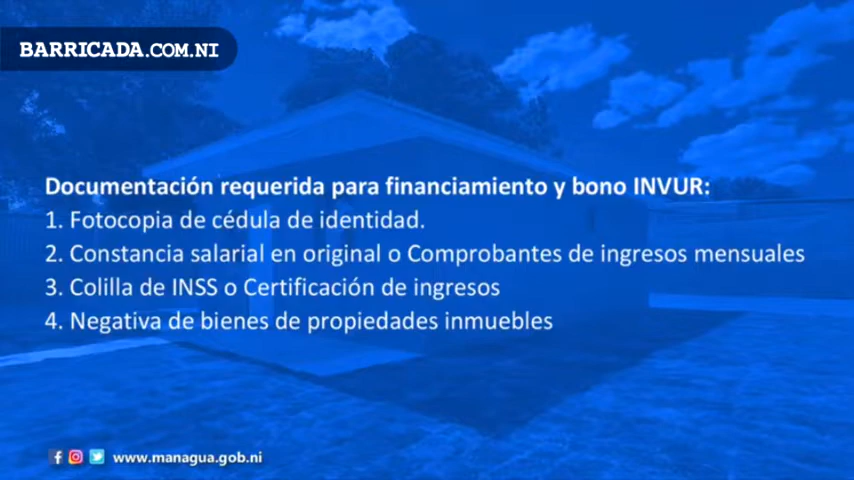 BARRICADA.COM.NI
Documentación requerida para financiamiento y bono INVUR:
1. Fotocopia de cédula de identidad.
2. Constancia salarial en original o Comprobantes de ingresos mensuales
3. Colilla de INSS o Certificación de ingresos
4. Negativa de bienes de propiedades inmuebles
www.managua.gob.ni